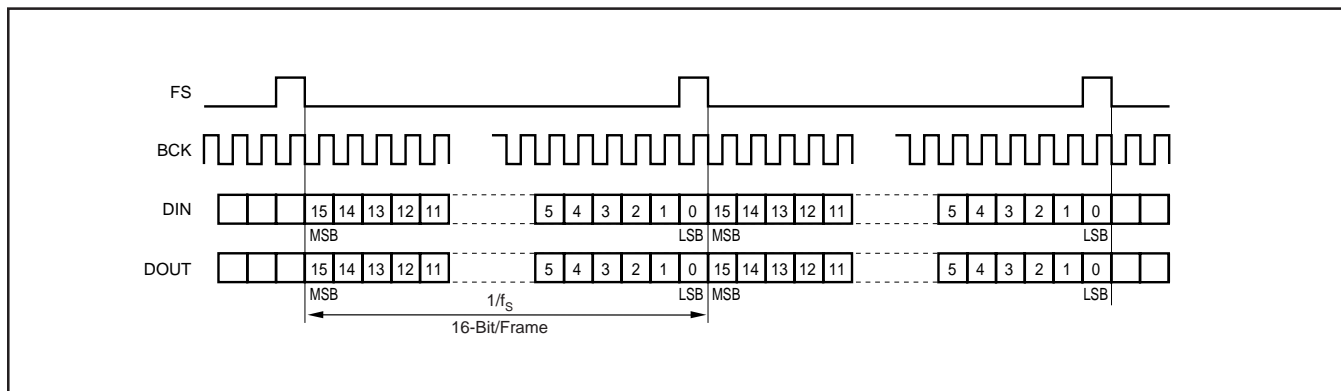 FS
BCK
DIN 15 14 13 12 11 5 4 3 2 1 0 15 14 13 12 11 5 4 3 2 1 0
MSB LSB MSB LSB
DOUT 15 14 13 12 11 5 4 3 2 1 0 15 14 13 12 11 5 4 3 2 1 0
MSB LSB MSB LSB
1/fS
16-Bit/Frame